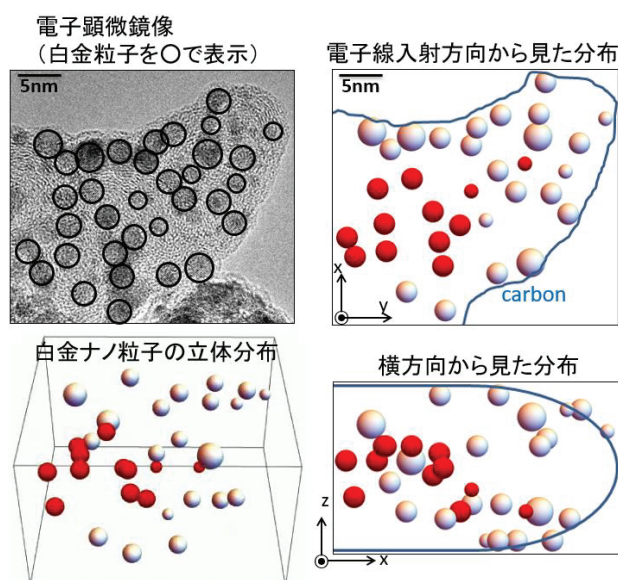 電子顕微鏡像
（白金粒子を○で表示）
5nm
電子線入射方向から見た分布
5nm
x
y
carbon
白金ナノ粒子の立体分布
横方向から見た分布
z
x